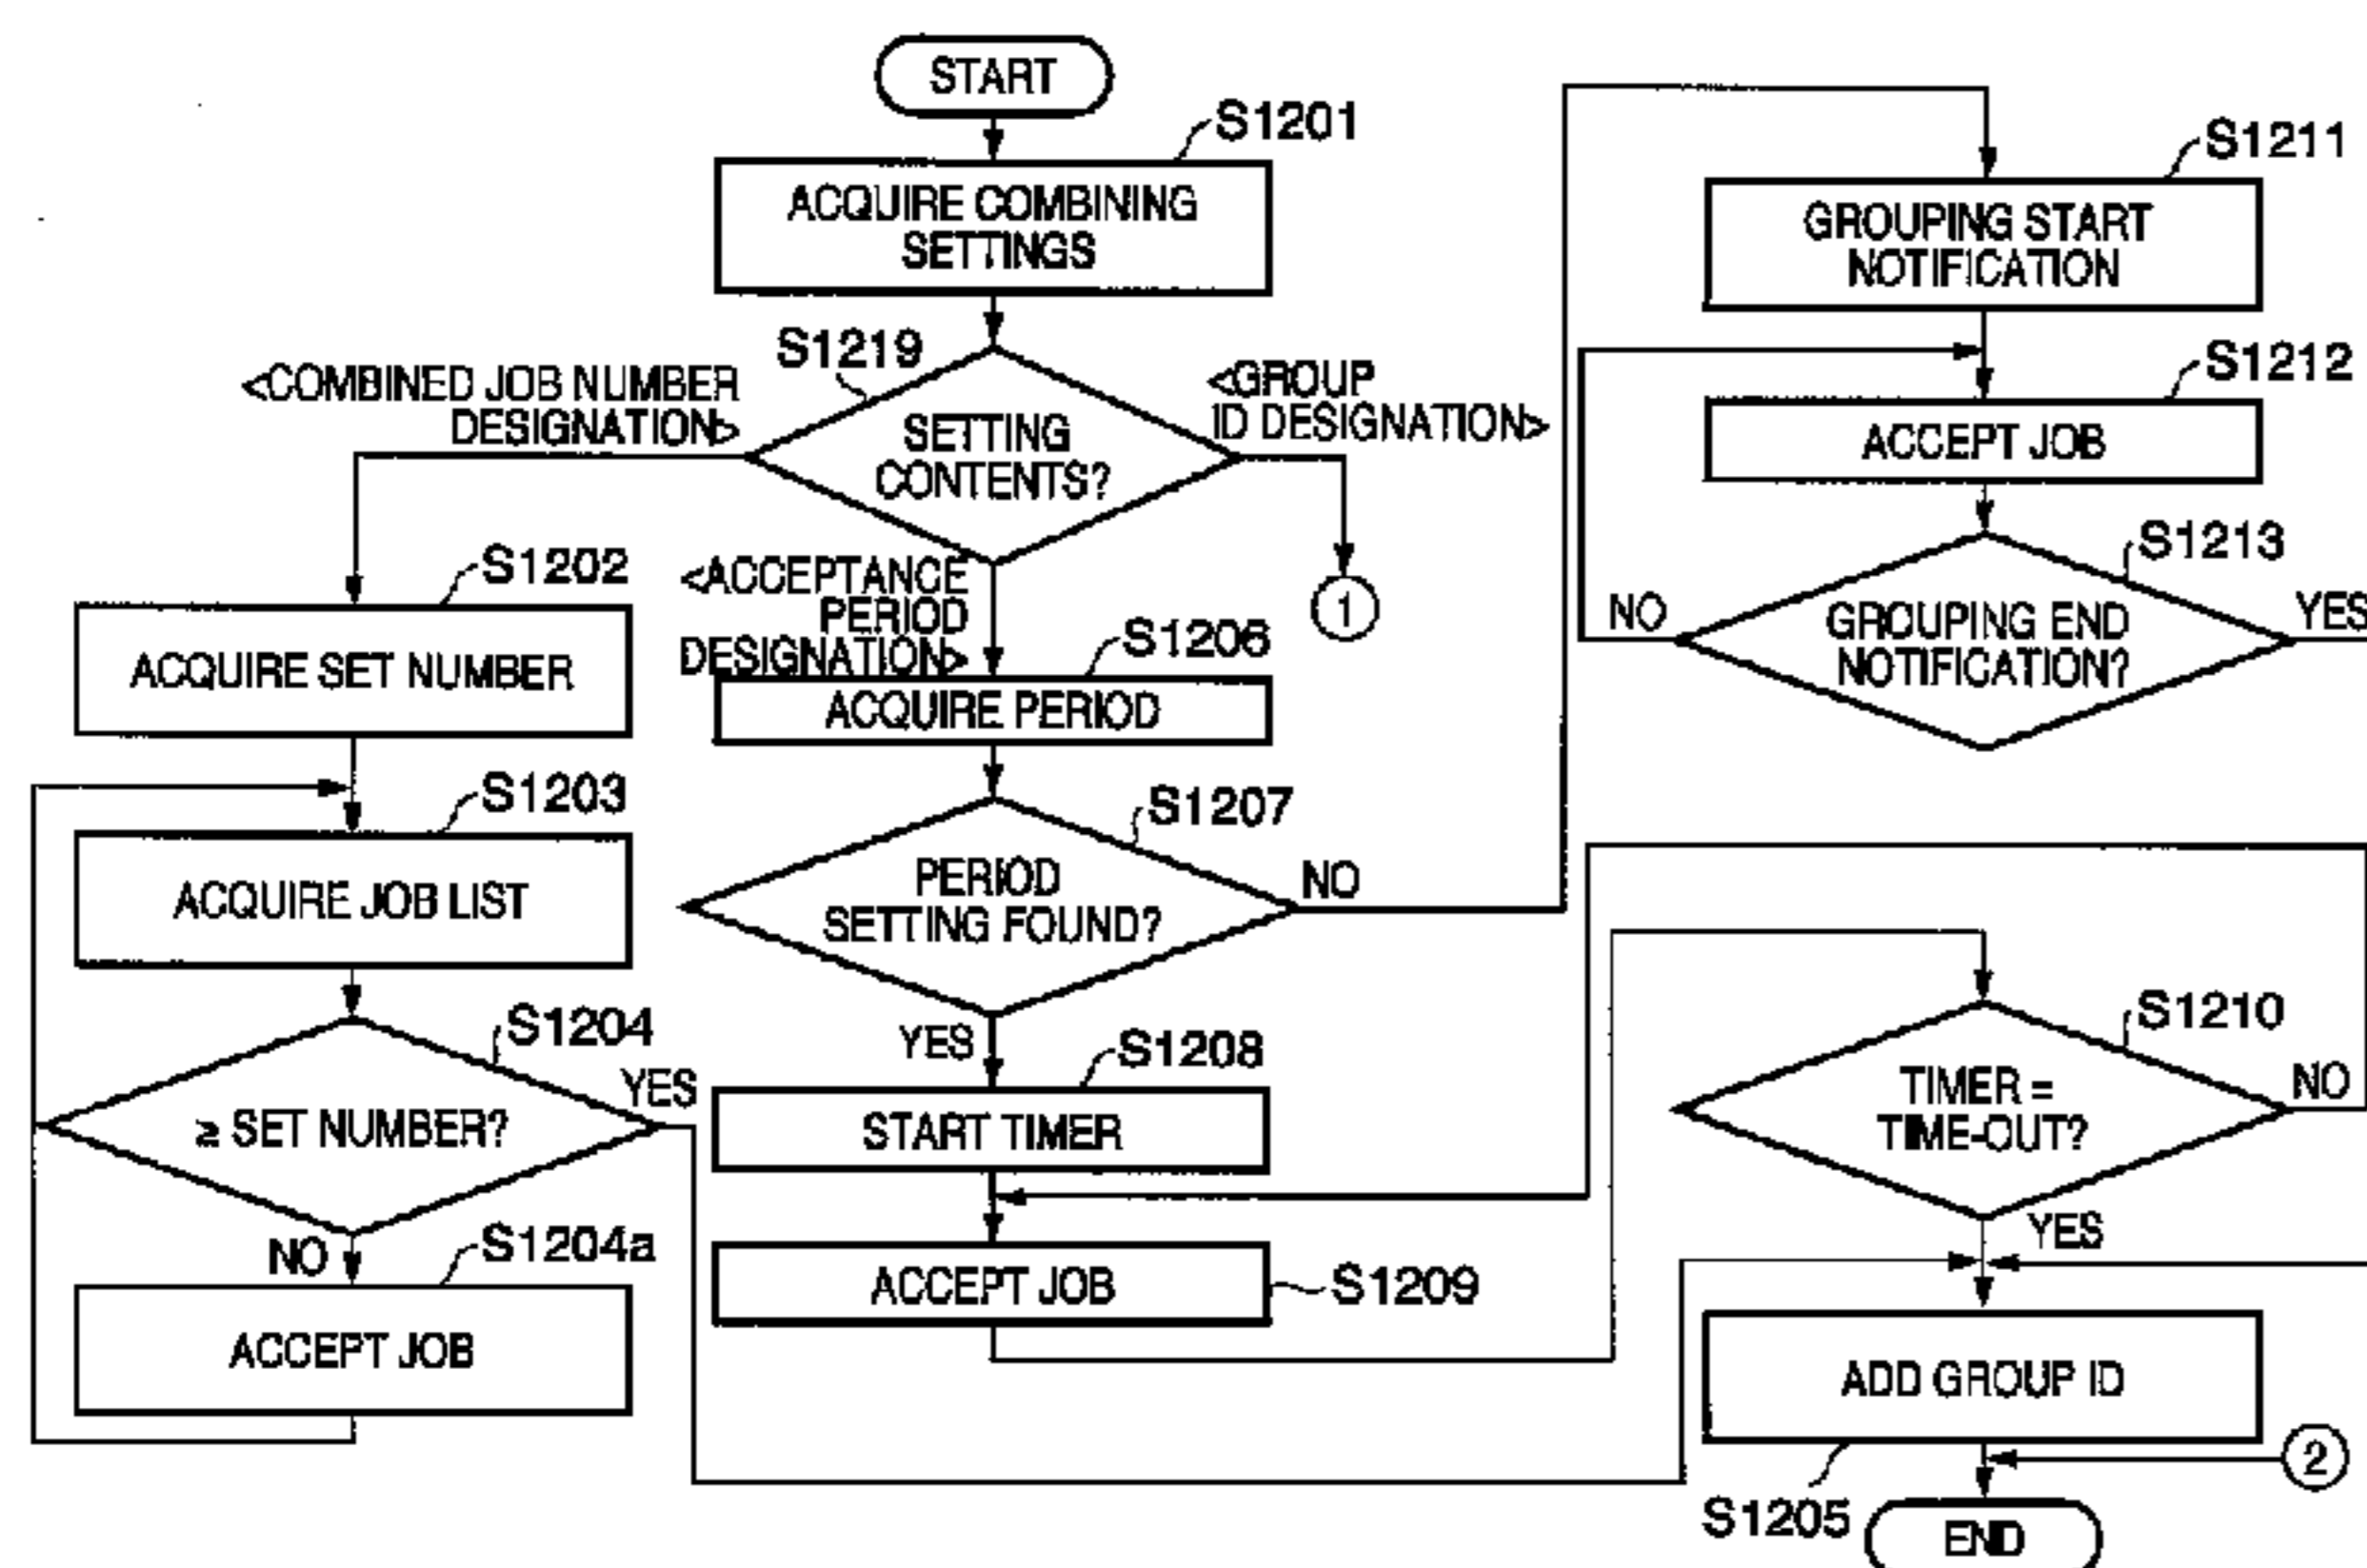 START
S1201
ACQUIRE COMBINING
SETTINGS
S1219
<COMBINED JOB NUMBER
DESIGNATION>
SETTING
CONTENTS?
<GROUP
ID DESIGNATION>
1
S1202
ACQUIRE SET NUMBER
S1203
ACQUIRE JOB LIST
S1204
≥ SET NUMBER?
YES
NO
S1204a
ACCEPT JOB
<ACCEPTANCE
PERIOD
DESIGNATION>
S1206
ACQUIRE PERIOD
S1207
PERIOD
SETTING FOUND?
NO
YES
S1208
START TIMER
ACCEPT JOB
S1209
S1211
GROUPING START
NOTIFICATION
S1212
ACCEPT JOB
S1213
GROUPING END
NOTIFICATION?
NO
YES
S1210
TIMER =
TIME-OUT?
NO
YES
ADD GROUP ID
S1205
2
END